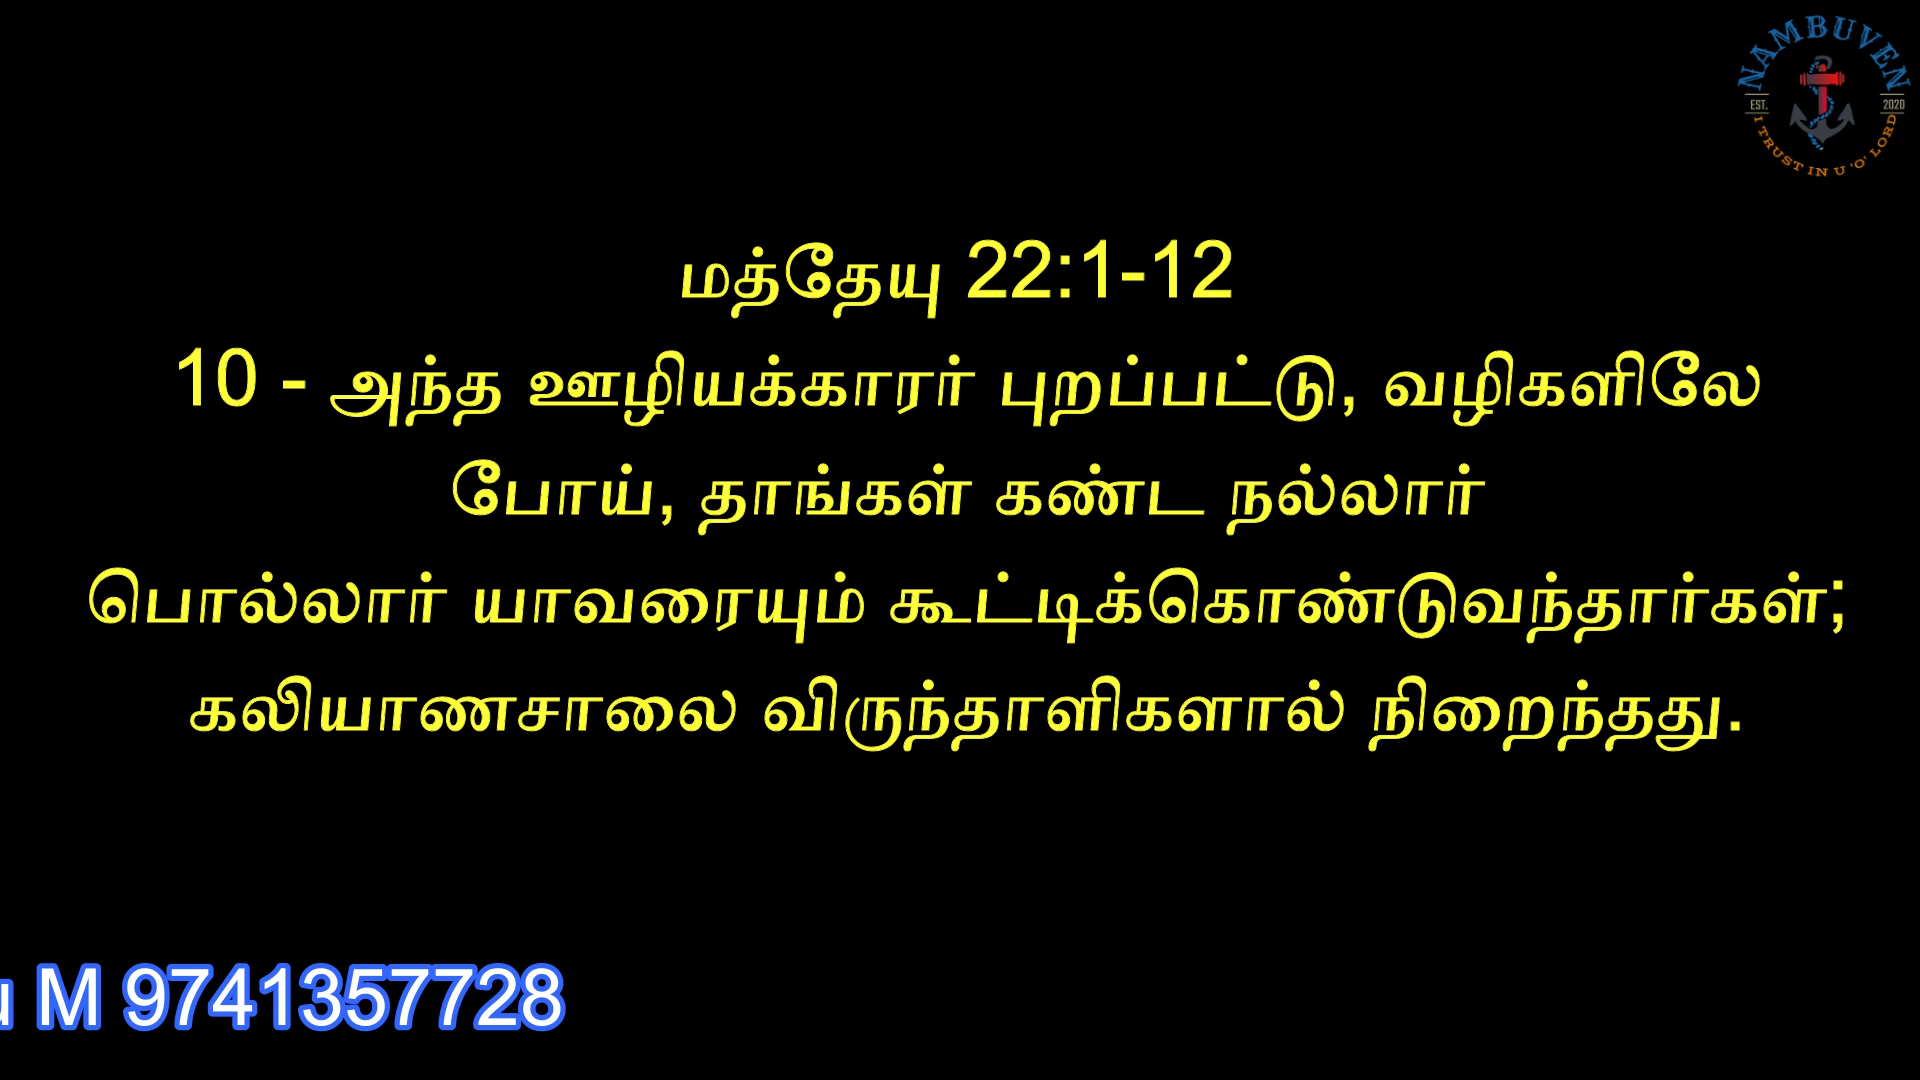 NAMBUVEN
EST. 2020
I TRUST IN U 'O' LORD
மத்தேயு 22:1-12
10 - அந்த ஊழியக்காரர் புறப்பட்டு, வழிகளிலே
போய், தாங்கள் கண்ட நல்லார்
பொல்லார் யாவரையும் கூட்டிக்கொண்டுவந்தார்கள்;
கலியாணசாலை விருந்தாளிகளால் நிறைந்தது.
M 9741357728